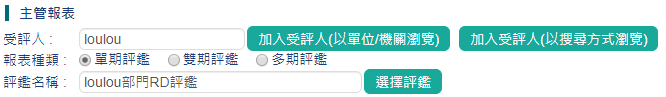 主管報表
受評人： loulou 加入受評人(以單位/機關瀏覽) 加入受評人(以搜尋方式瀏覽)
報表種類： 單期評鑑 雙期評鑑 多期評鑑
評鑑名稱： loulou部門RD評鑑 選擇評鑑